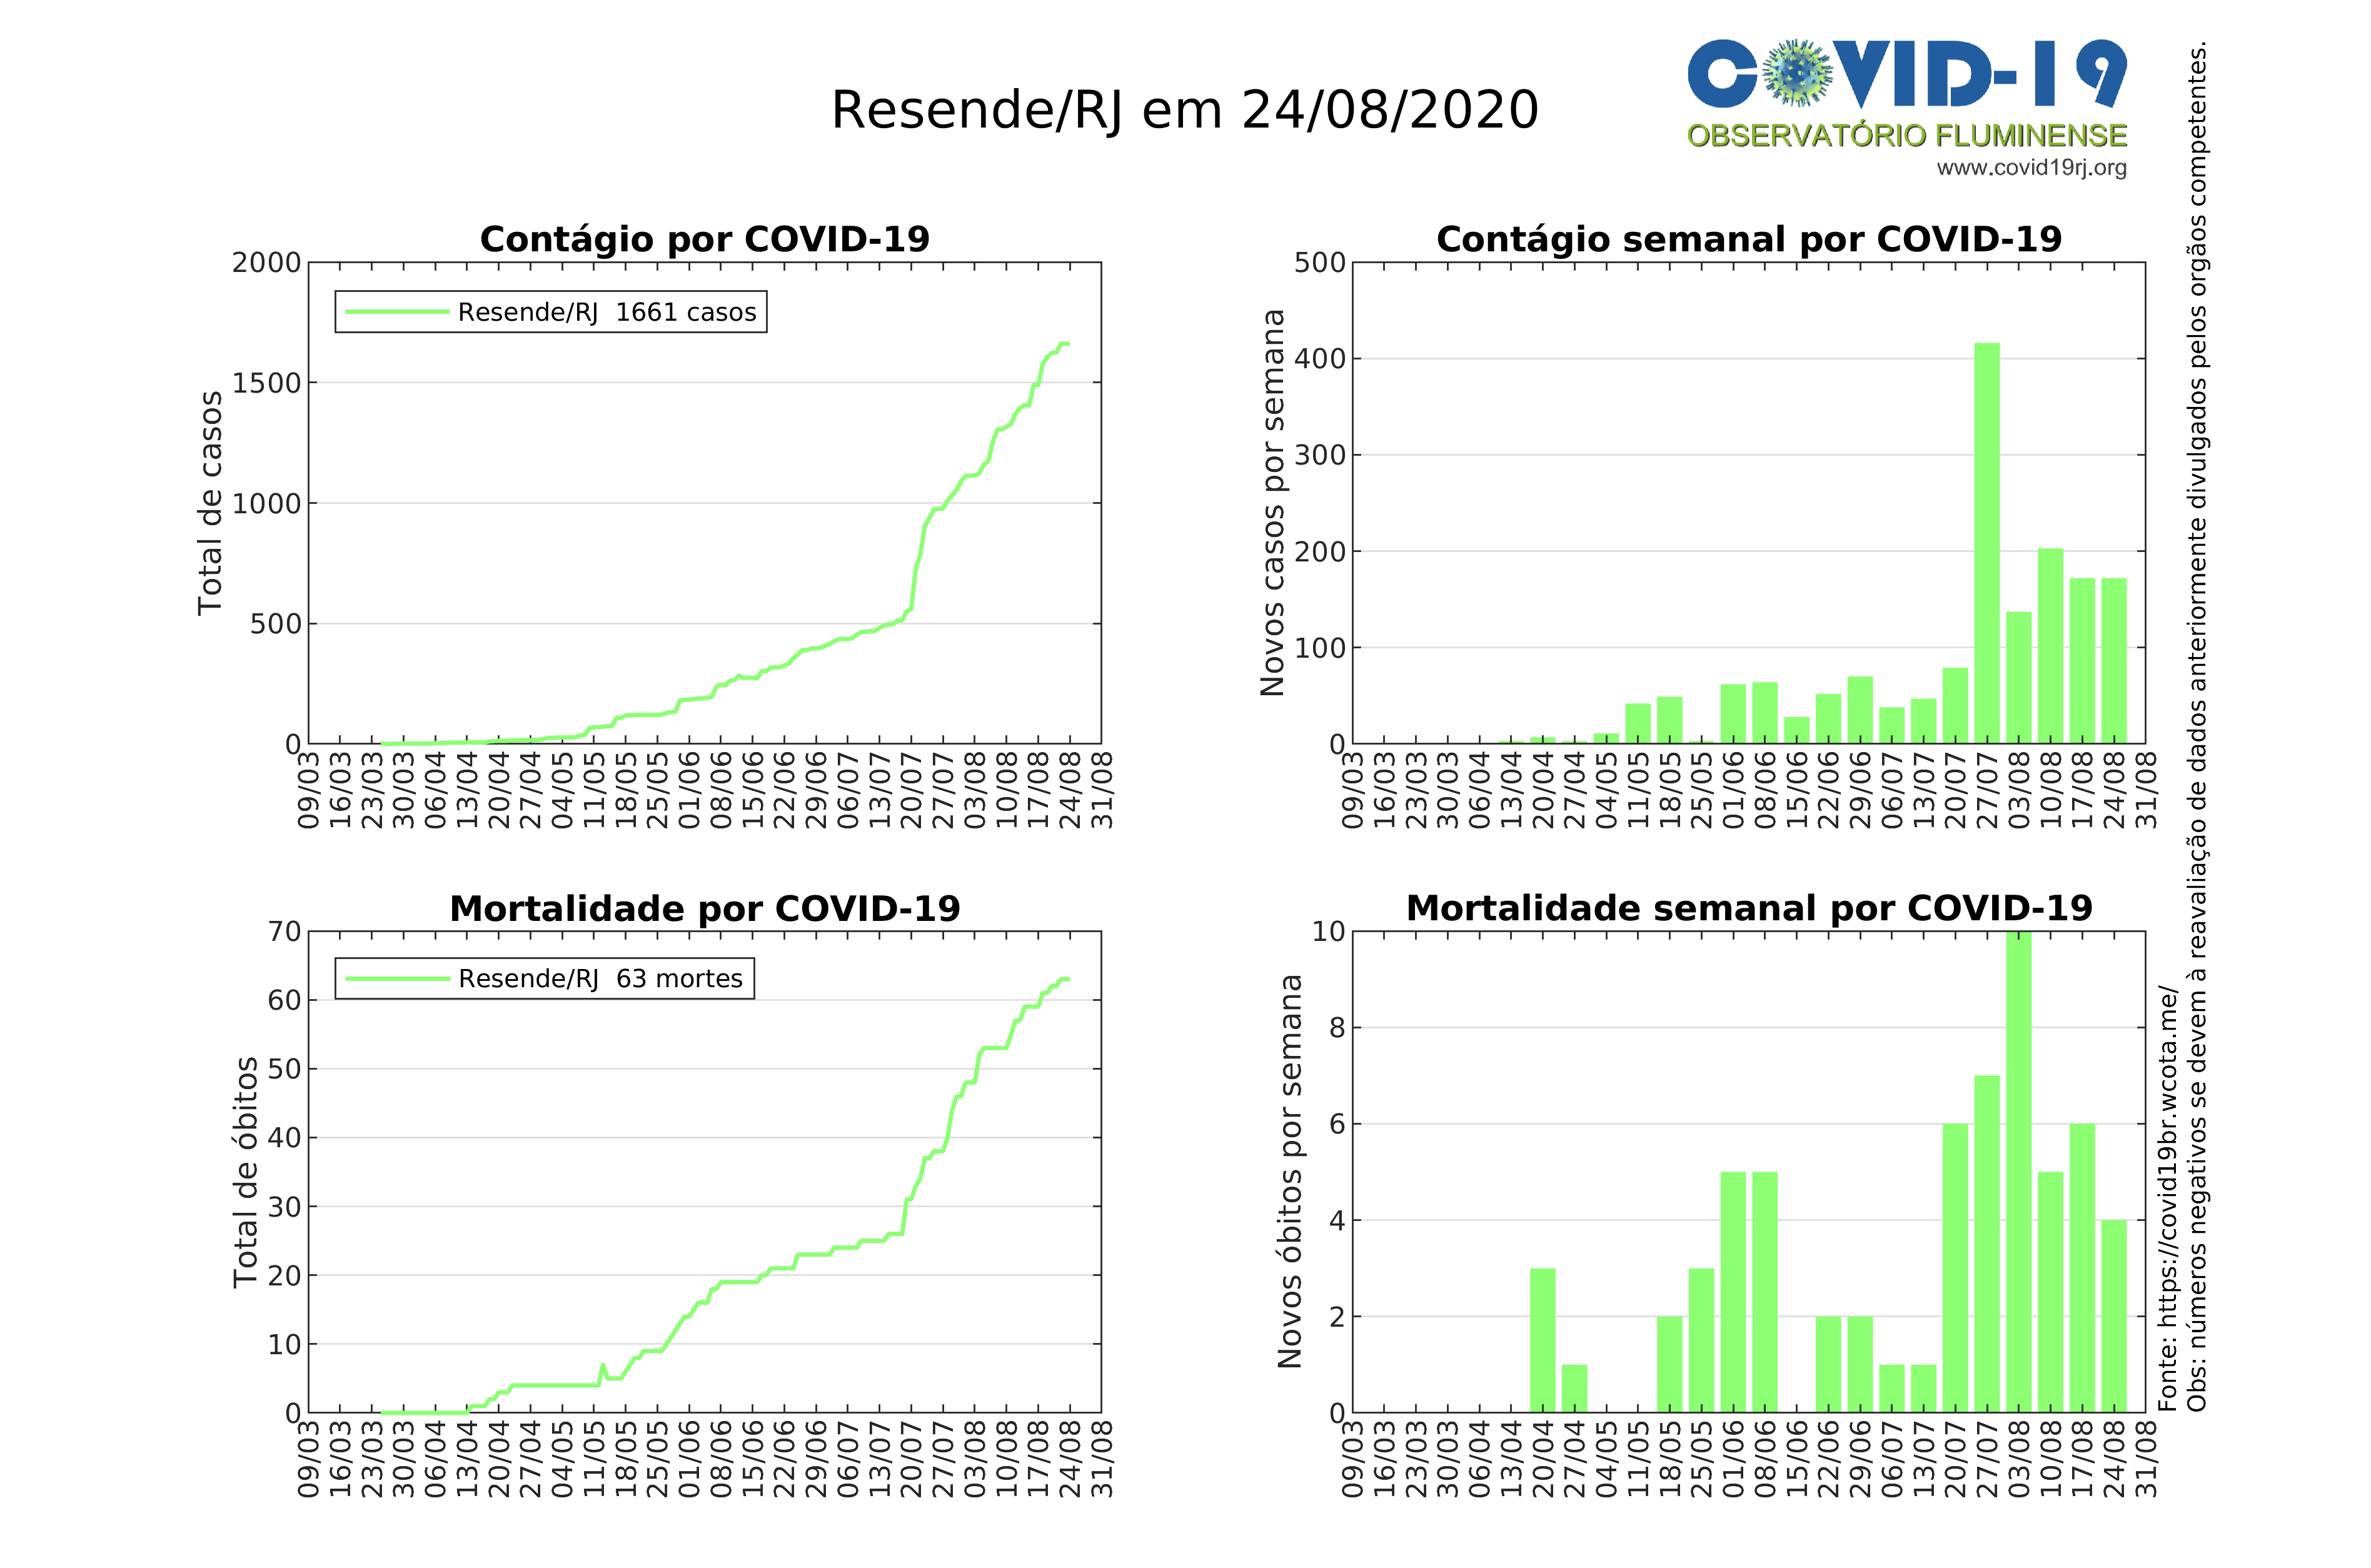 Resende/RJ em 24/08/2020
COVID-19
OBSERVATÓRIO FLUMINENSE
www.covid19rj.org
Contágio por COVID-19
Total de casos
2000
1500
1000
500
0
Resende/RJ 1661 casos
09/03 16/03 23/03 30/03 06/04 13/04 20/04 27/04 04/05 11/05 18/05 25/05 01/06 08/06 15/06 22/06 29/06 06/07 13/07 20/07 27/07 03/08 10/08 17/08 24/08 31/08
Contágio semanal por COVID-19
Novos casos por semana
500
400
300
200
100
0
09/03 16/03 23/03 30/03 06/04 13/04 20/04 27/04 04/05 11/05 18/05 25/05 01/06 08/06 15/06 22/06 29/06 06/07 13/07 20/07 27/07 03/08 10/08 17/08 24/08 31/08
Mortalidade por COVID-19
Total de óbitos
70
60
50
40
30
20
10
0
Resende/RJ 63 mortes
09/03 16/03 23/03 30/03 06/04 13/04 20/04 27/04 04/05 11/05 18/05 25/05 01/06 08/06 15/06 22/06 29/06 06/07 13/07 20/07 27/07 03/08 10/08 17/08 24/08 31/08
Mortalidade semanal por COVID-19
Novos óbitos por semana
10
8
6
4
2
0
09/03 16/03 23/03 30/03 06/04 13/04 20/04 27/04 04/05 11/05 18/05 25/05 01/06 08/06 15/06 22/06 29/06 06/07 13/07 20/07 27/07 03/08 10/08 17/08 24/08 31/08
Fonte: https://covid19br.wcota.me/
Obs: números negativos se devem à reavaliação de dados anteriormente divulgados pelos orgãos competentes.